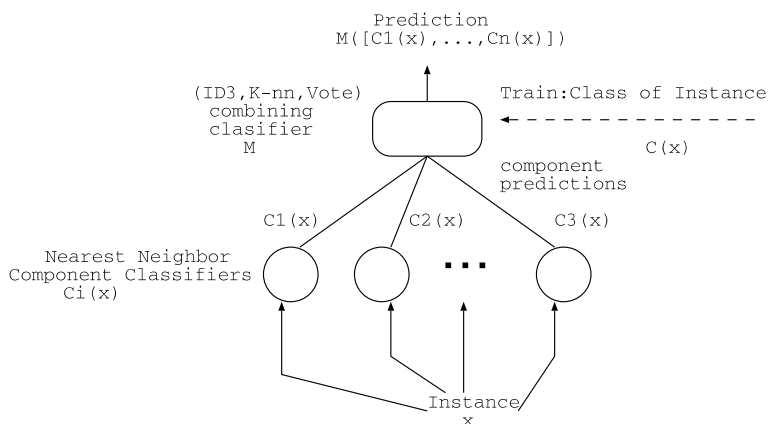 Prediction
M([C1(x),...,Cn(x)])
(ID3,K-nn,Vote)
combining
clasifier
M
Train:Class of Instance
C(x)
component
predictions
C1(x)
C2(x)
C3(x)
Nearest Neighbor
Component Classifiers
Ci(x)
Instance
x